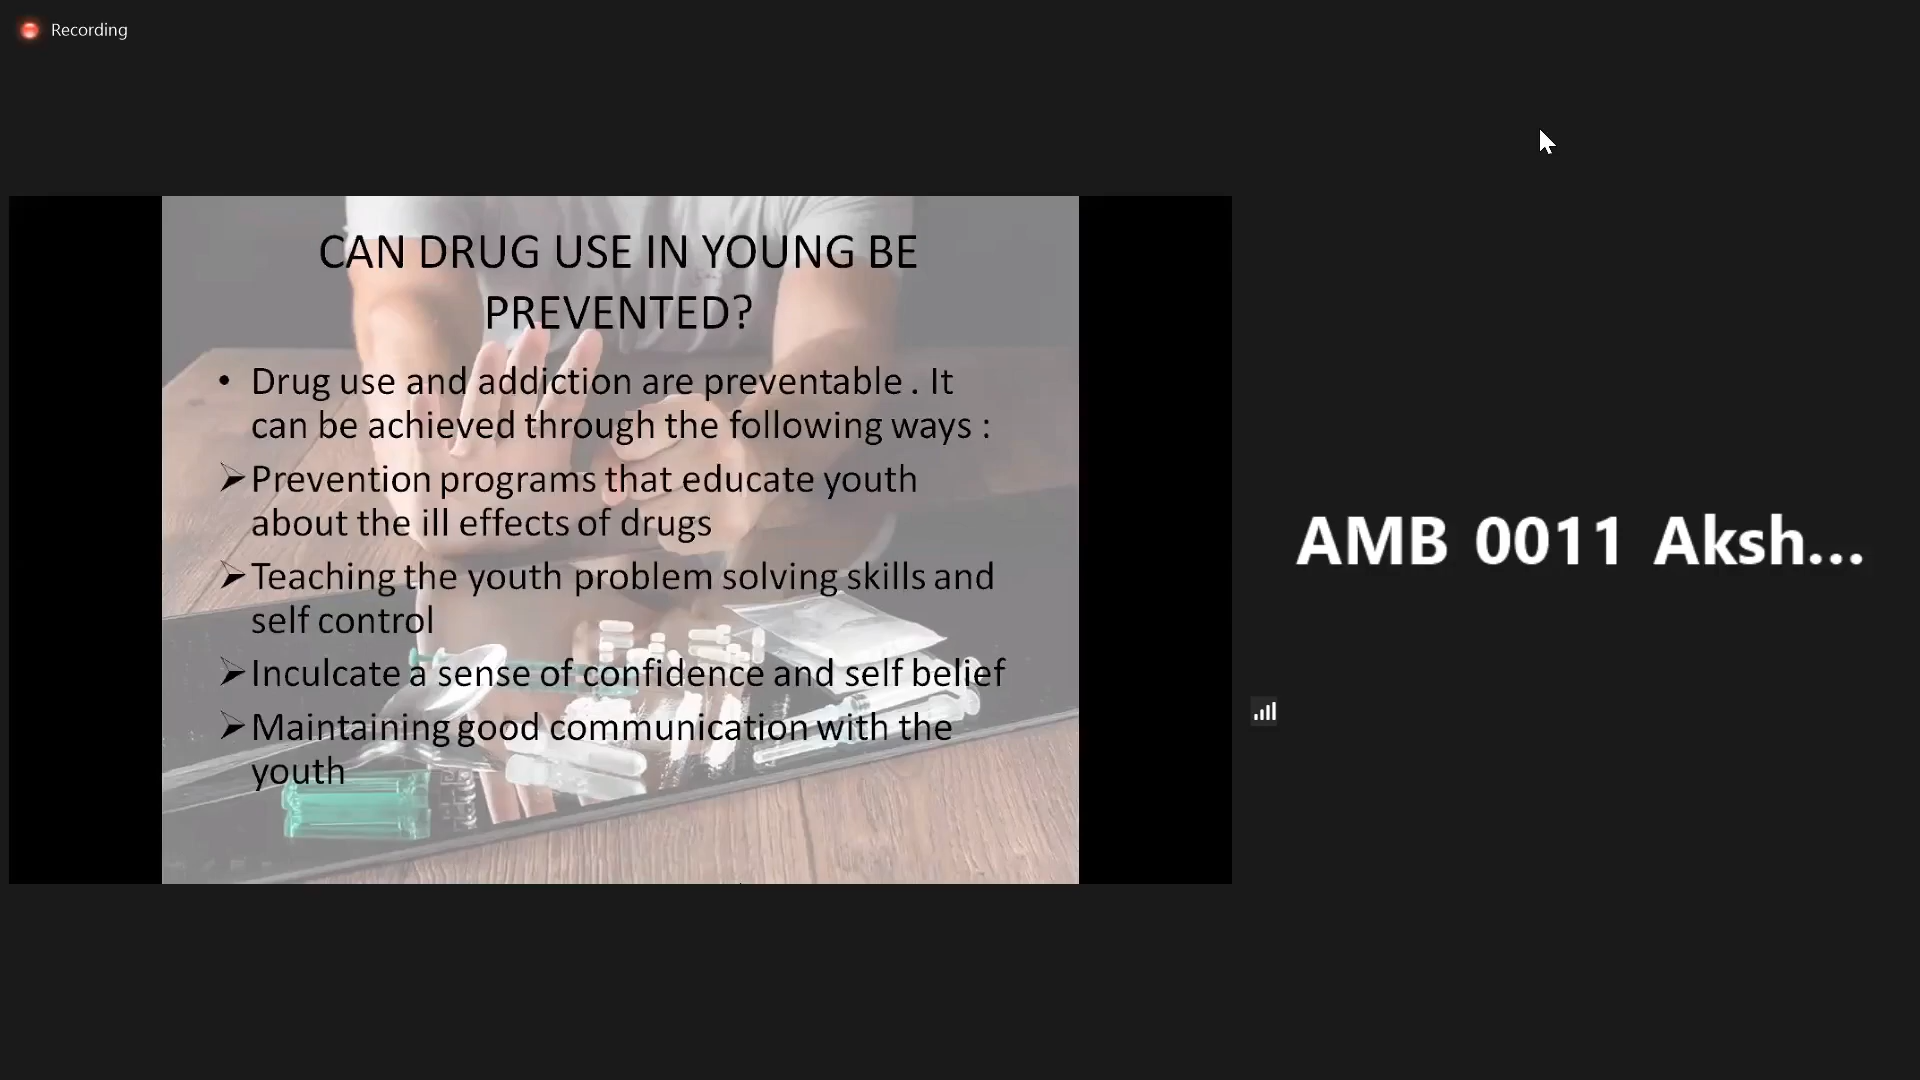 Recording
CAN DRUG USE IN YOUNG BE
PREVENTED?
• Drug use and addiction are preventable . It
can be achieved through the following ways :
➢Prevention programs that educate youth
about the ill effects of drugs
➢Teaching the youth problem solving skills and
self control
➢Inculcate a sense of confidence and self belief
➢Maintaining good communication with the
youth
AMB 0011 Aksh...